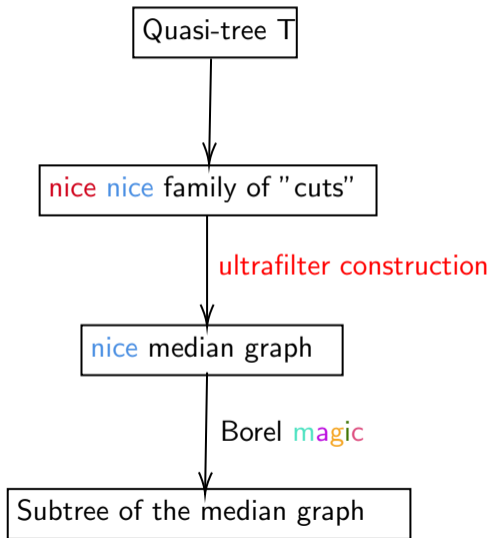 Quasi-tree T
nice nice family of "cuts"
ultrafilter construction
nice median graph
Borel magic
Subtree of the median graph